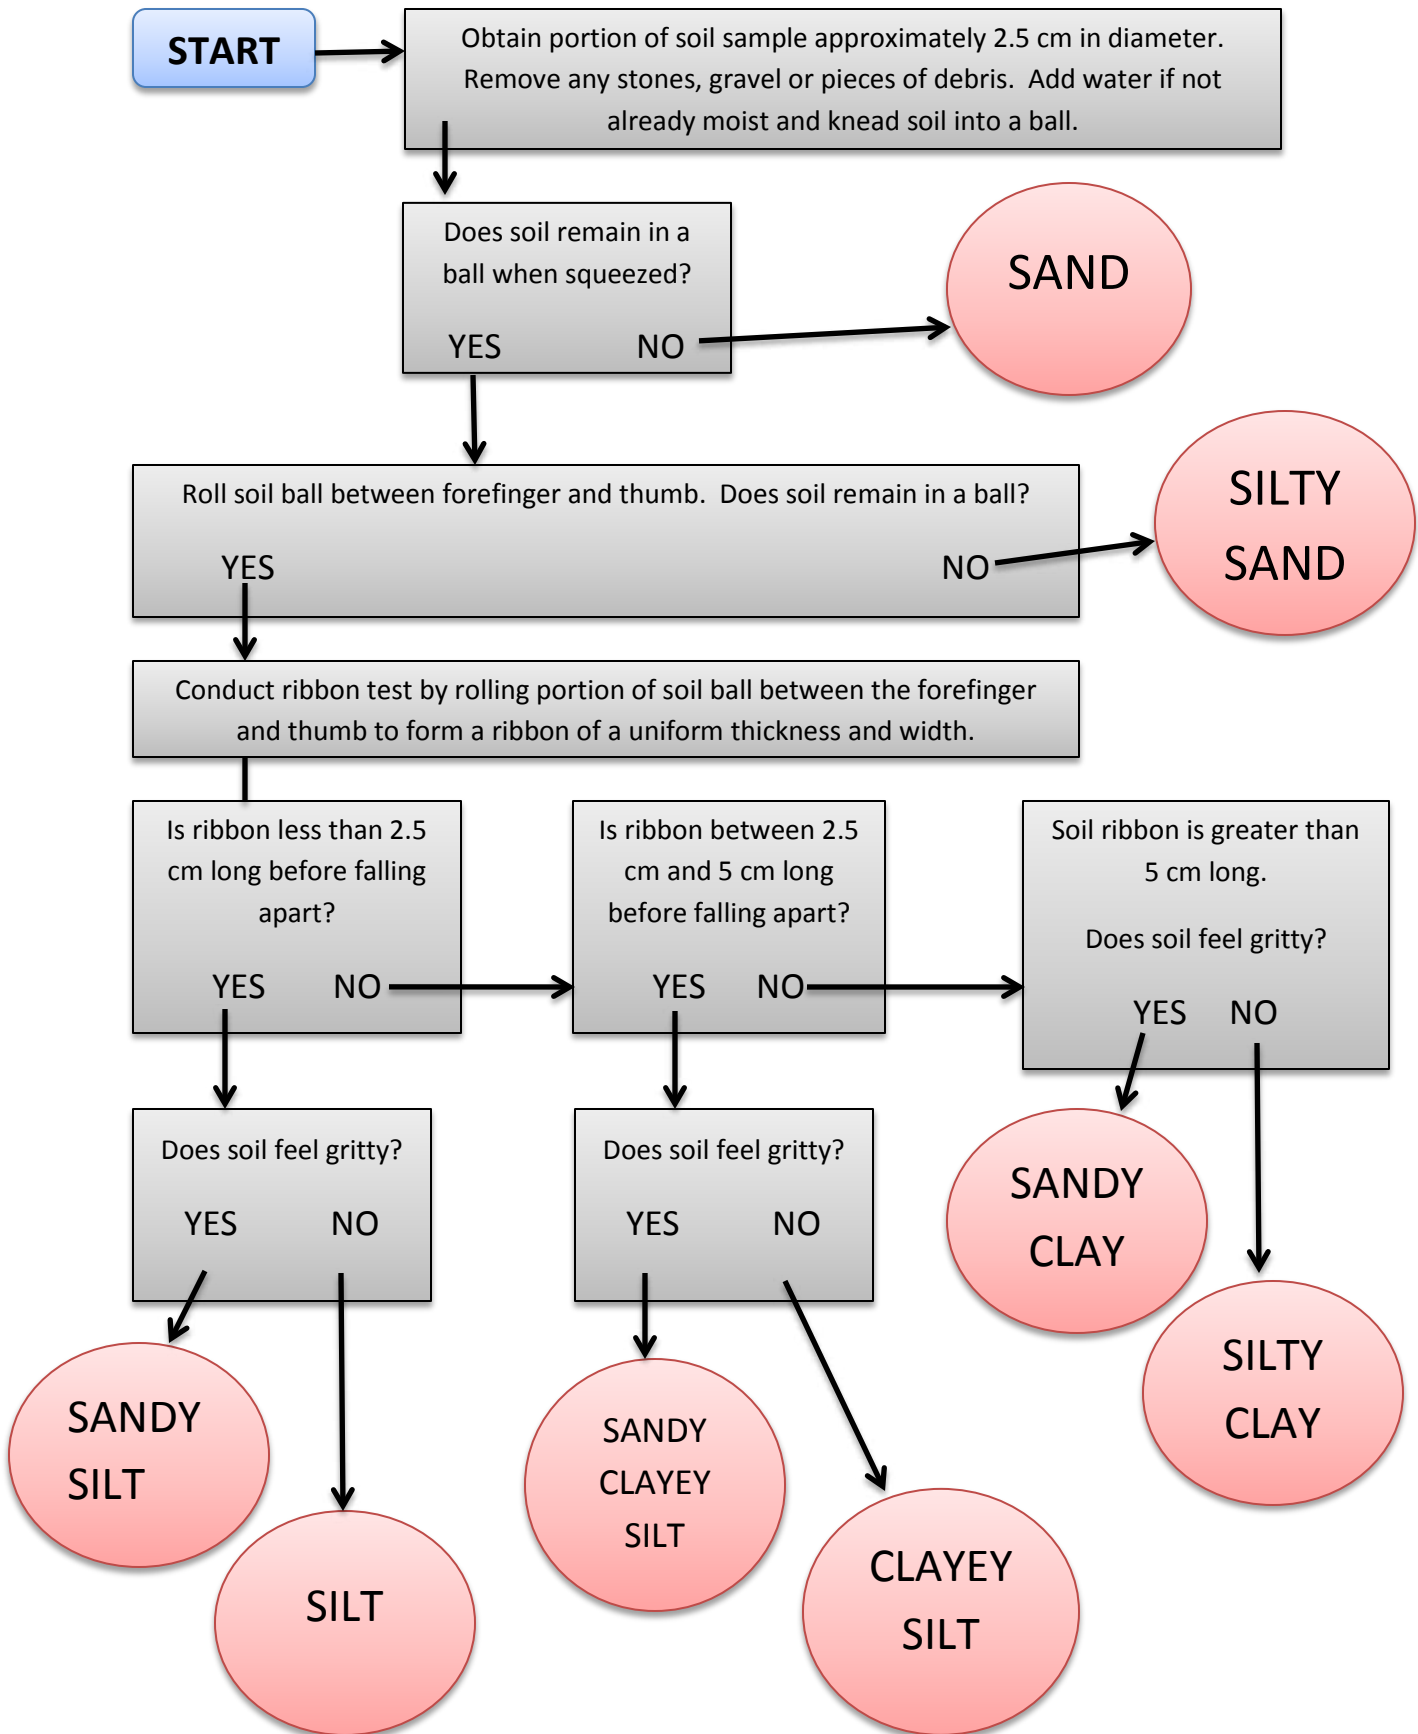 START
Obtain portion of soil sample approximately 2.5 cm in diameter.
Remove any stones, gravel or pieces of debris. Add water if not
already moist and knead soil into a ball.
Does soil remain in a
ball when squeezed?
YES NO
SAND
Roll soil ball between forefinger and thumb. Does soil remain in a ball?
YES NO
SILTY
SAND
Conduct ribbon test by rolling portion of soil ball between the forefinger
and thumb to form a ribbon of a uniform thickness and width.
Is ribbon less than 2.5
cm long before falling
apart?
YES NO
Is ribbon between 2.5
cm and 5 cm long
before falling apart?
YES NO
Soil ribbon is greater than
5 cm long.
Does soil feel gritty?
YES NO
Does soil feel gritty?
YES NO
Does soil feel gritty?
YES NO
SANDY
CLAY
SILTY
CLAY
SANDY
SILT
SILT
SANDY
CLAYEY
SILT
CLAYEY
SILT